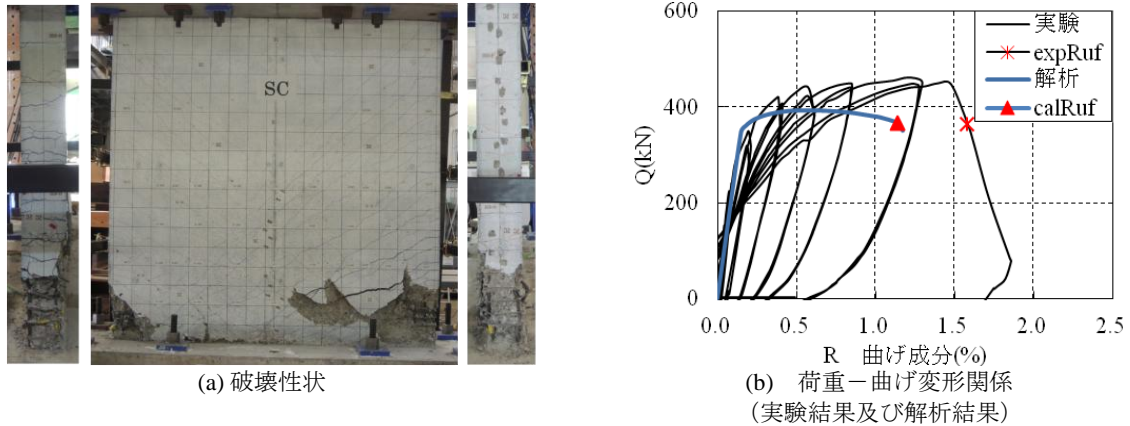 SC
(a) 破壊性状
600
400
200
0
Q(kN)
0.0 0.5 1.0 1.5 2.0 2.5
R 曲げ成分(%)
実験
expRuf
解析
calRuf
(b) 荷重－曲げ変形関係
（実験結果及び解析結果）